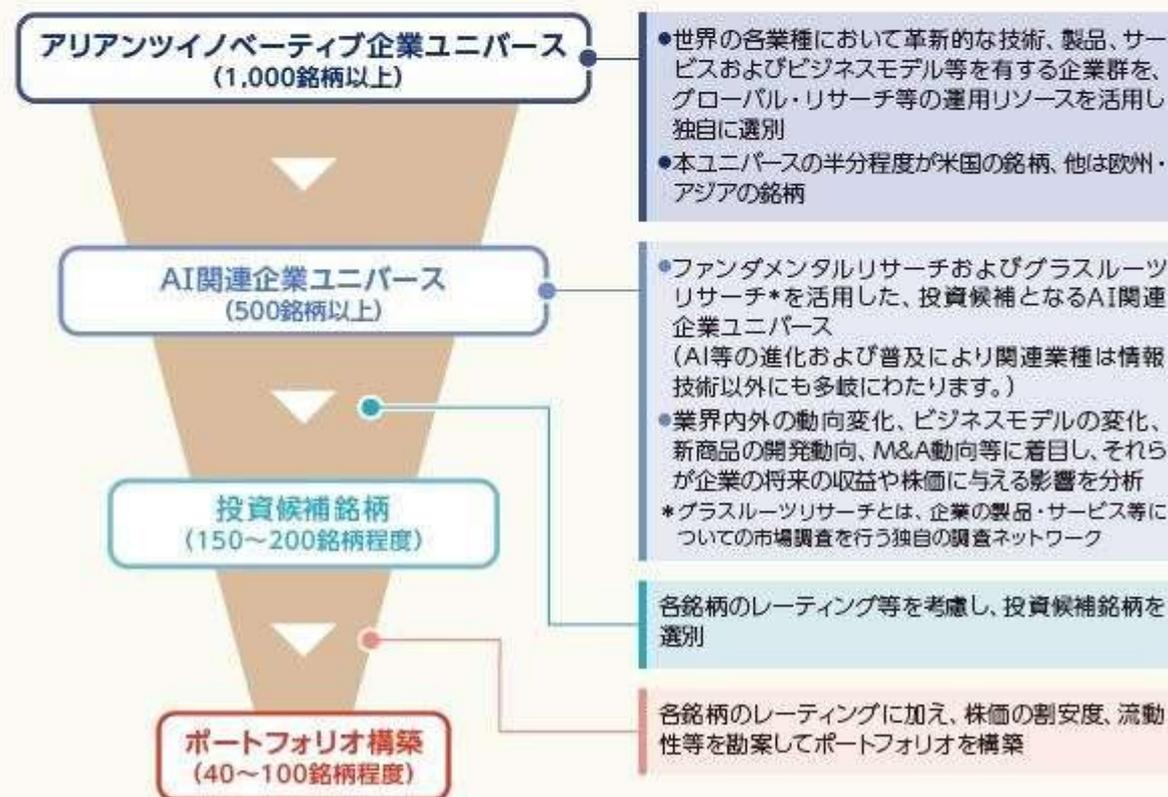 アリアンツイノベーティブ企業ユニバース
(1,000銘柄以上)
●世界の各業種において革新的な技術、製品、サー
ビスおよびビジネスモデル等を有する企業群を、
グローバル・リサーチ等の運用リソースを活用し
独自に選別
●本ユニバースの半分程度が米国の銘柄、他は欧州・
アジアの銘柄
AI関連企業ユニバース
(500銘柄以上)
●ファンダメンタルリサーチおよびグラスルーツ
リサーチ*を活用した、投資候補となるAI関連
企業ユニバース
(AI等の進化および普及により関連業種は情報
技術以外にも多岐にわたります。)
●業界内外の動向変化、ビジネスモデルの変化、
新商品の開発動向、M&A動向等に着目し、それら
が企業の将来の収益や株価に与える影響を分析
*グラスルーツリサーチとは、企業の製品・サービス等に
ついての市場調査を行う独自の調査ネットワーク
投資候補銘柄
(150～200銘柄程度)
各銘柄のレーティング等を考慮し、投資候補銘柄を
選別
ポートフォリオ構築
(40～100銘柄程度)
各銘柄のレーティングに加え、株価の割安度、流動
性等を勘案してポートフォリオを構築